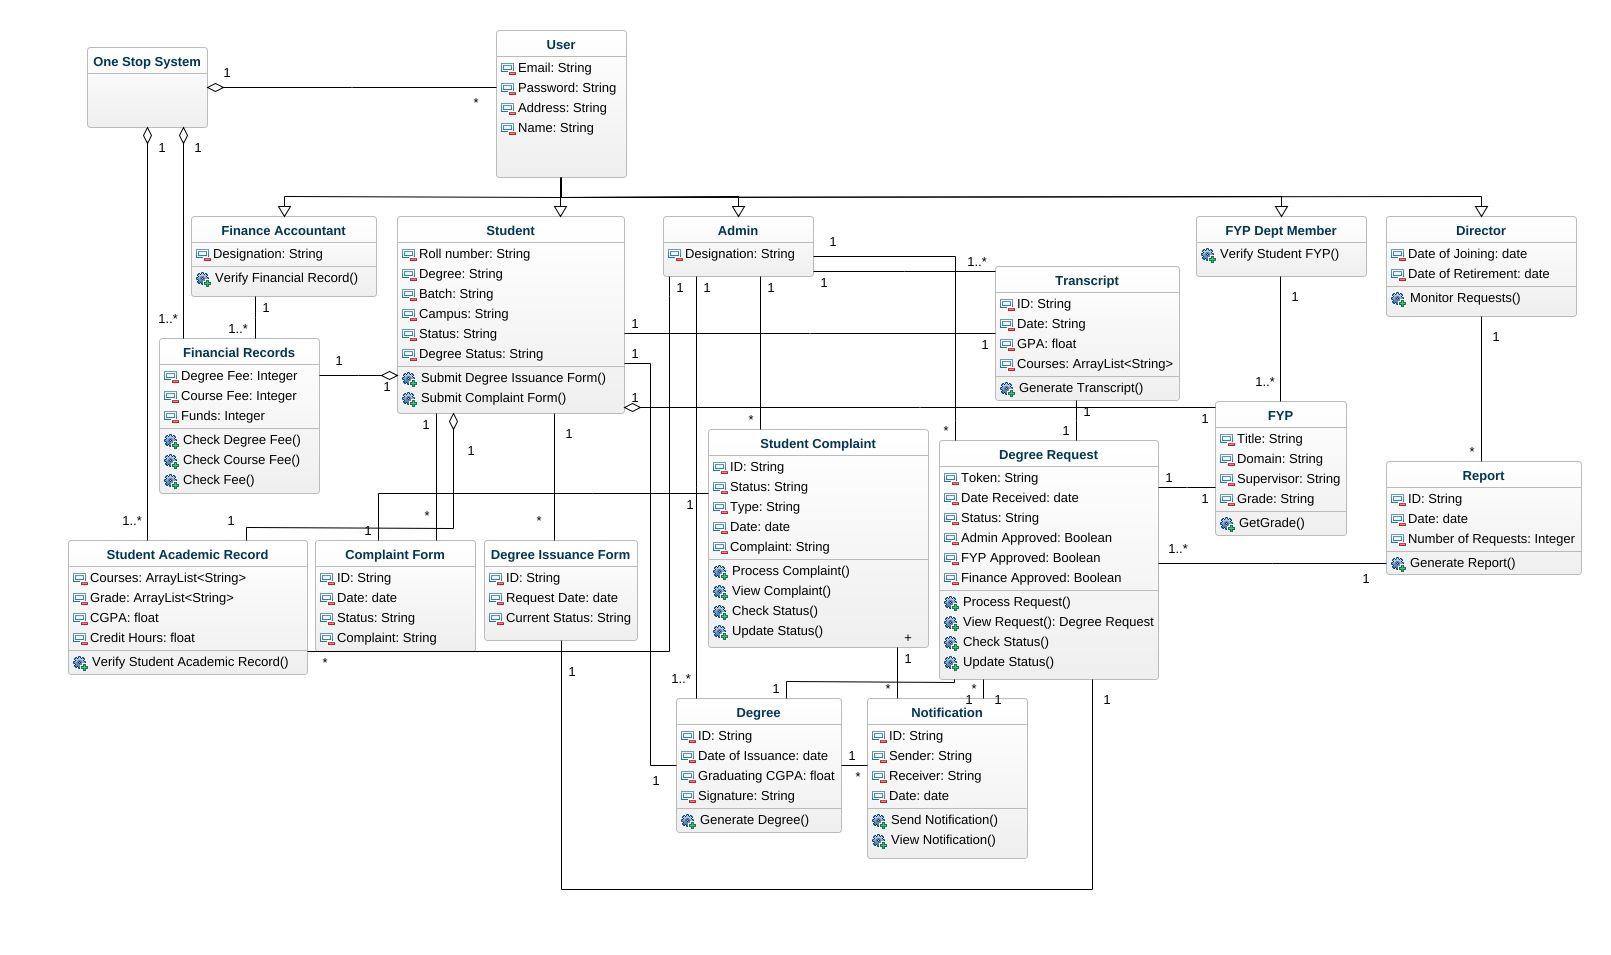 One Stop System
1
*
1
1
User
Email: String
Password: String
Address: String
Name: String
Finance Accountant
Designation: String
Verify Financial Record()
1
1..*
1..*
Student
Roll number: String
Degree: String
Batch: String
Campus: String
Status: String
Degree Status: String
Submit Degree Issuance Form()
Submit Complaint Form()
1
1
1
1
1
1
1
Admin
Designation: String
1
1..*
1
1
1
1
Transcript
ID: String
Date: String
GPA: float
Courses: ArrayList<String>
Generate Transcript()
1
1
1
FYP Dept Member
Verify Student FYP()
1
1..*
Director
Date of Joining: date
Date of Retirement: date
Monitor Requests()
1
*
Financial Records
Degree Fee: Integer
Course Fee: Integer
Funds: Integer
Check Degree Fee()
Check Course Fee()
Check Fee()
1
FYP
Title: String
Domain: String
Supervisor: String
Grade: String
GetGrade()
1
1
*
Student Complaint
ID: String
Status: String
Type: String
Date: date
Complaint: String
Process Complaint()
View Complaint()
Check Status()
Update Status()
+
1
1
*
Degree Request
Token: String
Date Received: date
Status: String
Admin Approved: Boolean
FYP Approved: Boolean
Finance Approved: Boolean
Process Request()
View Request(): Degree Request
Check Status()
Update Status()
1
1..*
1
Report
ID: String
Date: date
Number of Requests: Integer
Generate Report()
1..*
1
1
*
*
Student Academic Record
Courses: ArrayList<String>
Grade: ArrayList<String>
CGPA: float
Credit Hours: float
Verify Student Academic Record()
*
Complaint Form
ID: String
Date: date
Status: String
Complaint: String
Degree Issuance Form
ID: String
Request Date: date
Current Status: String
1
1..*
1
*
*
1
1
1
Degree
ID: String
Date of Issuance: date
Graduating CGPA: float
Signature: String
Generate Degree()
1
1
*
Notification
ID: String
Sender: String
Receiver: String
Date: date
Send Notification()
View Notification()